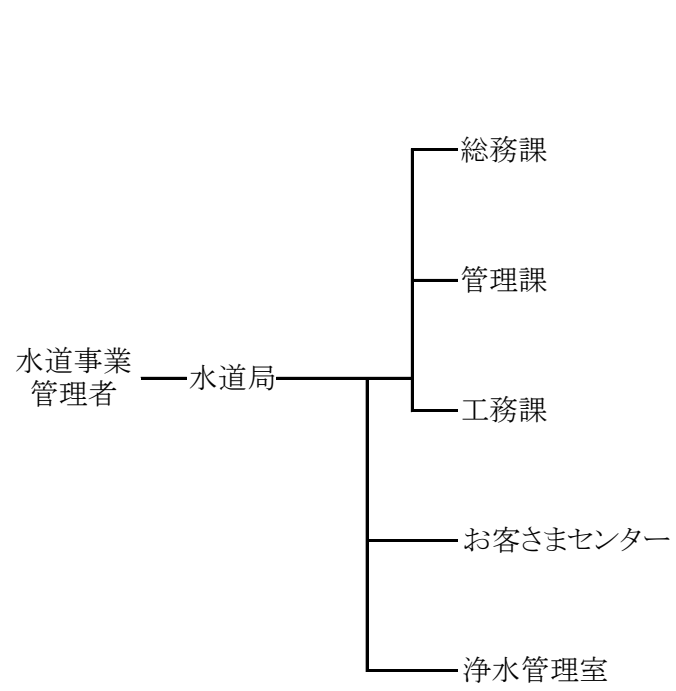 総務課
管理課
水道事業
管理者
水道局
工務課
お客さまセンター
浄水管理室